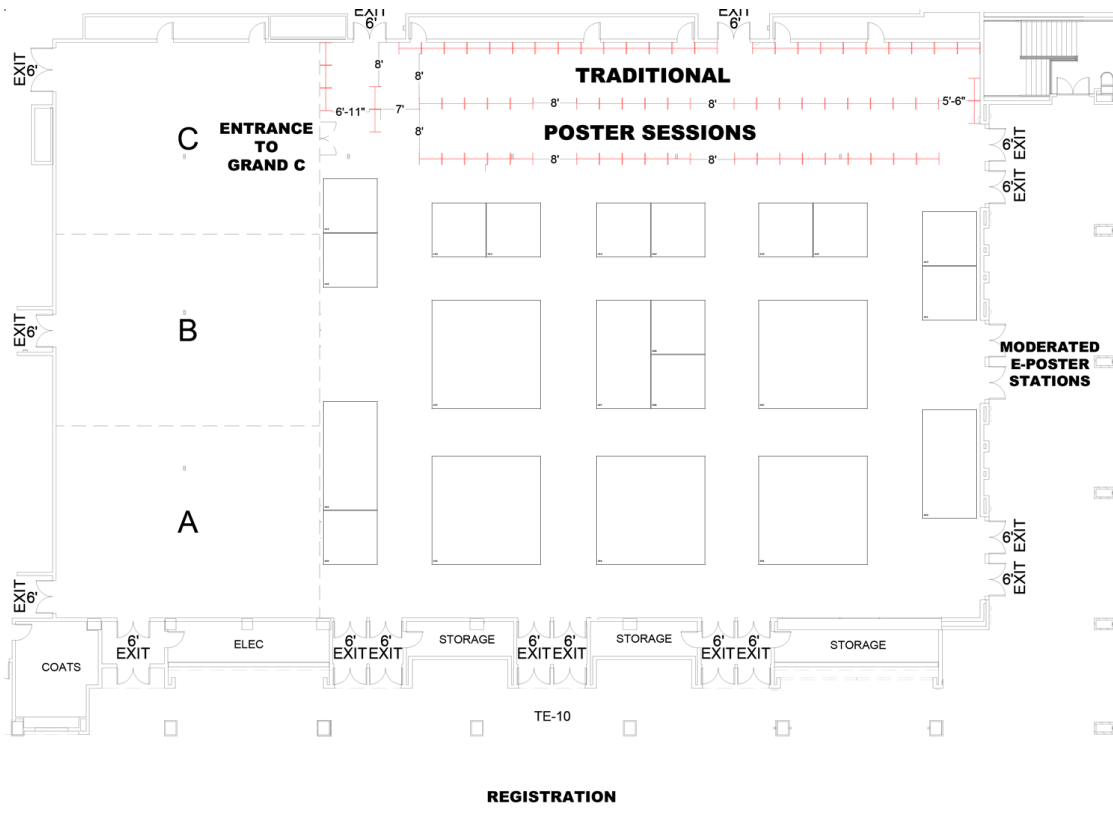 EXIT
6'
EXIT
6'
EXIT
6'
8'
8'
TRADITIONAL
6'-11"
7'
8'
8'
5'-6"
C
ENTRANCE
TO
GRAND C
8'
POSTER SESSIONS
8'
8'
6'
EXIT
6'
EXIT
B
EXIT
6'
MODERATED
E-POSTER
STATIONS
A
6'
EXIT
6'
EXIT
EXIT
6'
6'
EXIT
ELEC
6'
EXIT
6'
EXIT
STORAGE
6'
EXIT
6'
EXIT
STORAGE
6'
EXIT
6'
EXIT
STORAGE
COATS
TE-10
REGISTRATION